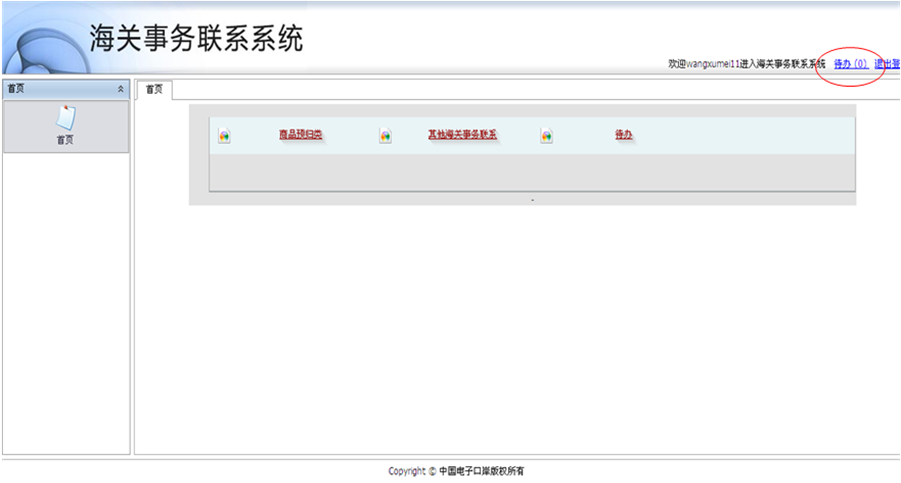 海关事务联系系统
欢迎wangxumei11进入海关事务联系系统 待办 (0) 退出登
首页
首页
首页
商品预归类 其他海关事务联系 待办
-
Copyright © 中国电子口岸版权所有